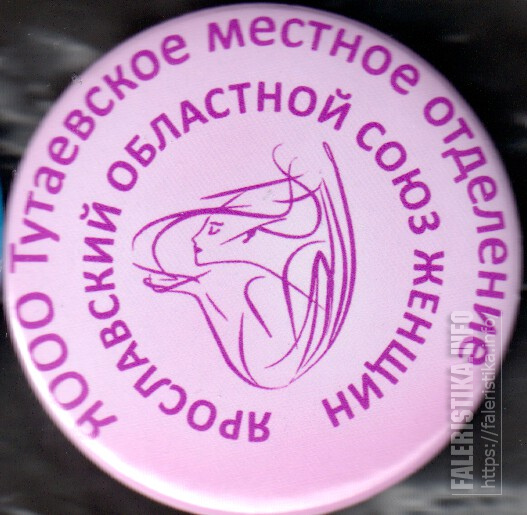 ЯООО Тутаевское местное отделение
ЯРОСЛАВСКИЙ ОБЛАСТНОЙ СОЮЗ ЖЕНЩИН
FALERISTIKA.INFO
https://faleristika.info